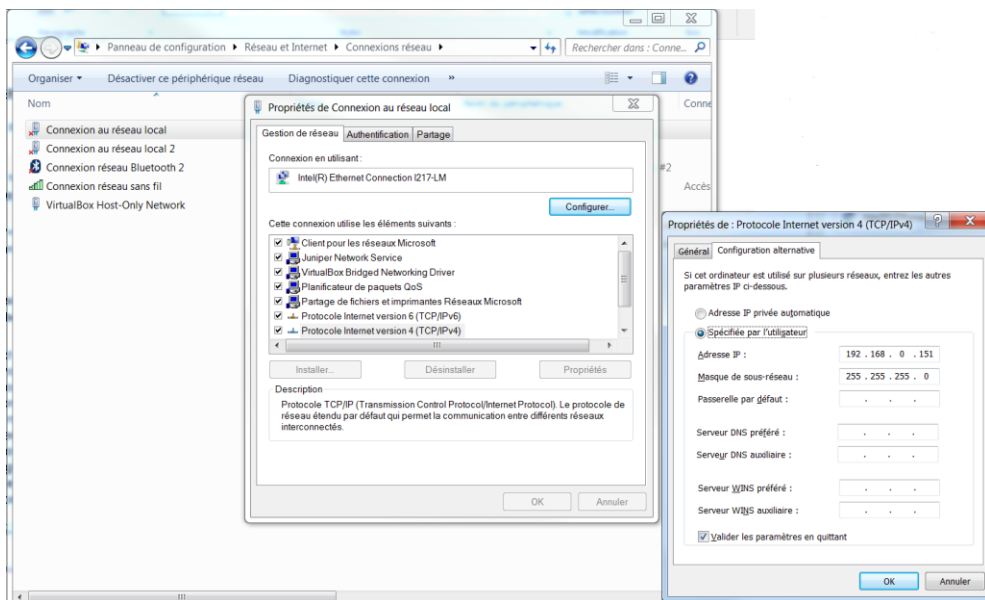 Panneau de configuration ▸ Réseau et Internet ▸ Connexions réseau ▸
Rechercher dans : Conne...
Organiser
Désactiver ce périphérique réseau
Diagnostiquer cette connexion
»
Nom
Conne
Connexion au réseau local
Connexion au réseau local 2
Connexion réseau Bluetooth 2
#2
Connexion réseau sans fil
Accès
VirtualBox Host-Only Network
Propriétés de Connexion au réseau local
Gestion de réseau
Authentification
Partage
Connexion en utilisant :
Intel(R) Ethernet Connection I217-LM
Configurer...
Cette connexion utilise les éléments suivants :
Client pour les réseaux Microsoft
Juniper Network Service
VirtualBox Bridged Networking Driver
Planificateur de paquets QoS
Partage de fichiers et imprimantes Réseaux Microsoft
Protocole Internet version 6 (TCP/IPv6)
Protocole Internet version 4 (TCP/IPv4)
Installer...
Désinstaller
Propriétés
Description
Protocole TCP/IP (Transmission Control Protocol/Internet Protocol). Le protocole de
réseau étendu par défaut qui permet la communication entre différents réseaux
interconnectés.
OK
Annuler
Propriétés de : Protocole Internet version 4 (TCP/IPv4)
Général
Configuration alternative
Si cet ordinateur est utilisé sur plusieurs réseaux, entrez les autres
paramètres IP ci-dessous.
Adresse IP privée automatique
Spécifiée par l'utilisateur
Adresse IP :
192 . 168 . 0 . 151
Masque de sous-réseau :
255 . 255 . 255 . 0
Passerelle par défaut :
. . .
Serveur DNS préféré :
. . .
Serveur DNS auxiliaire :
. . .
Serveur WINS préféré :
. . .
Serveur WINS auxiliaire :
. . .
Valider les paramètres en quittant
OK
Annuler